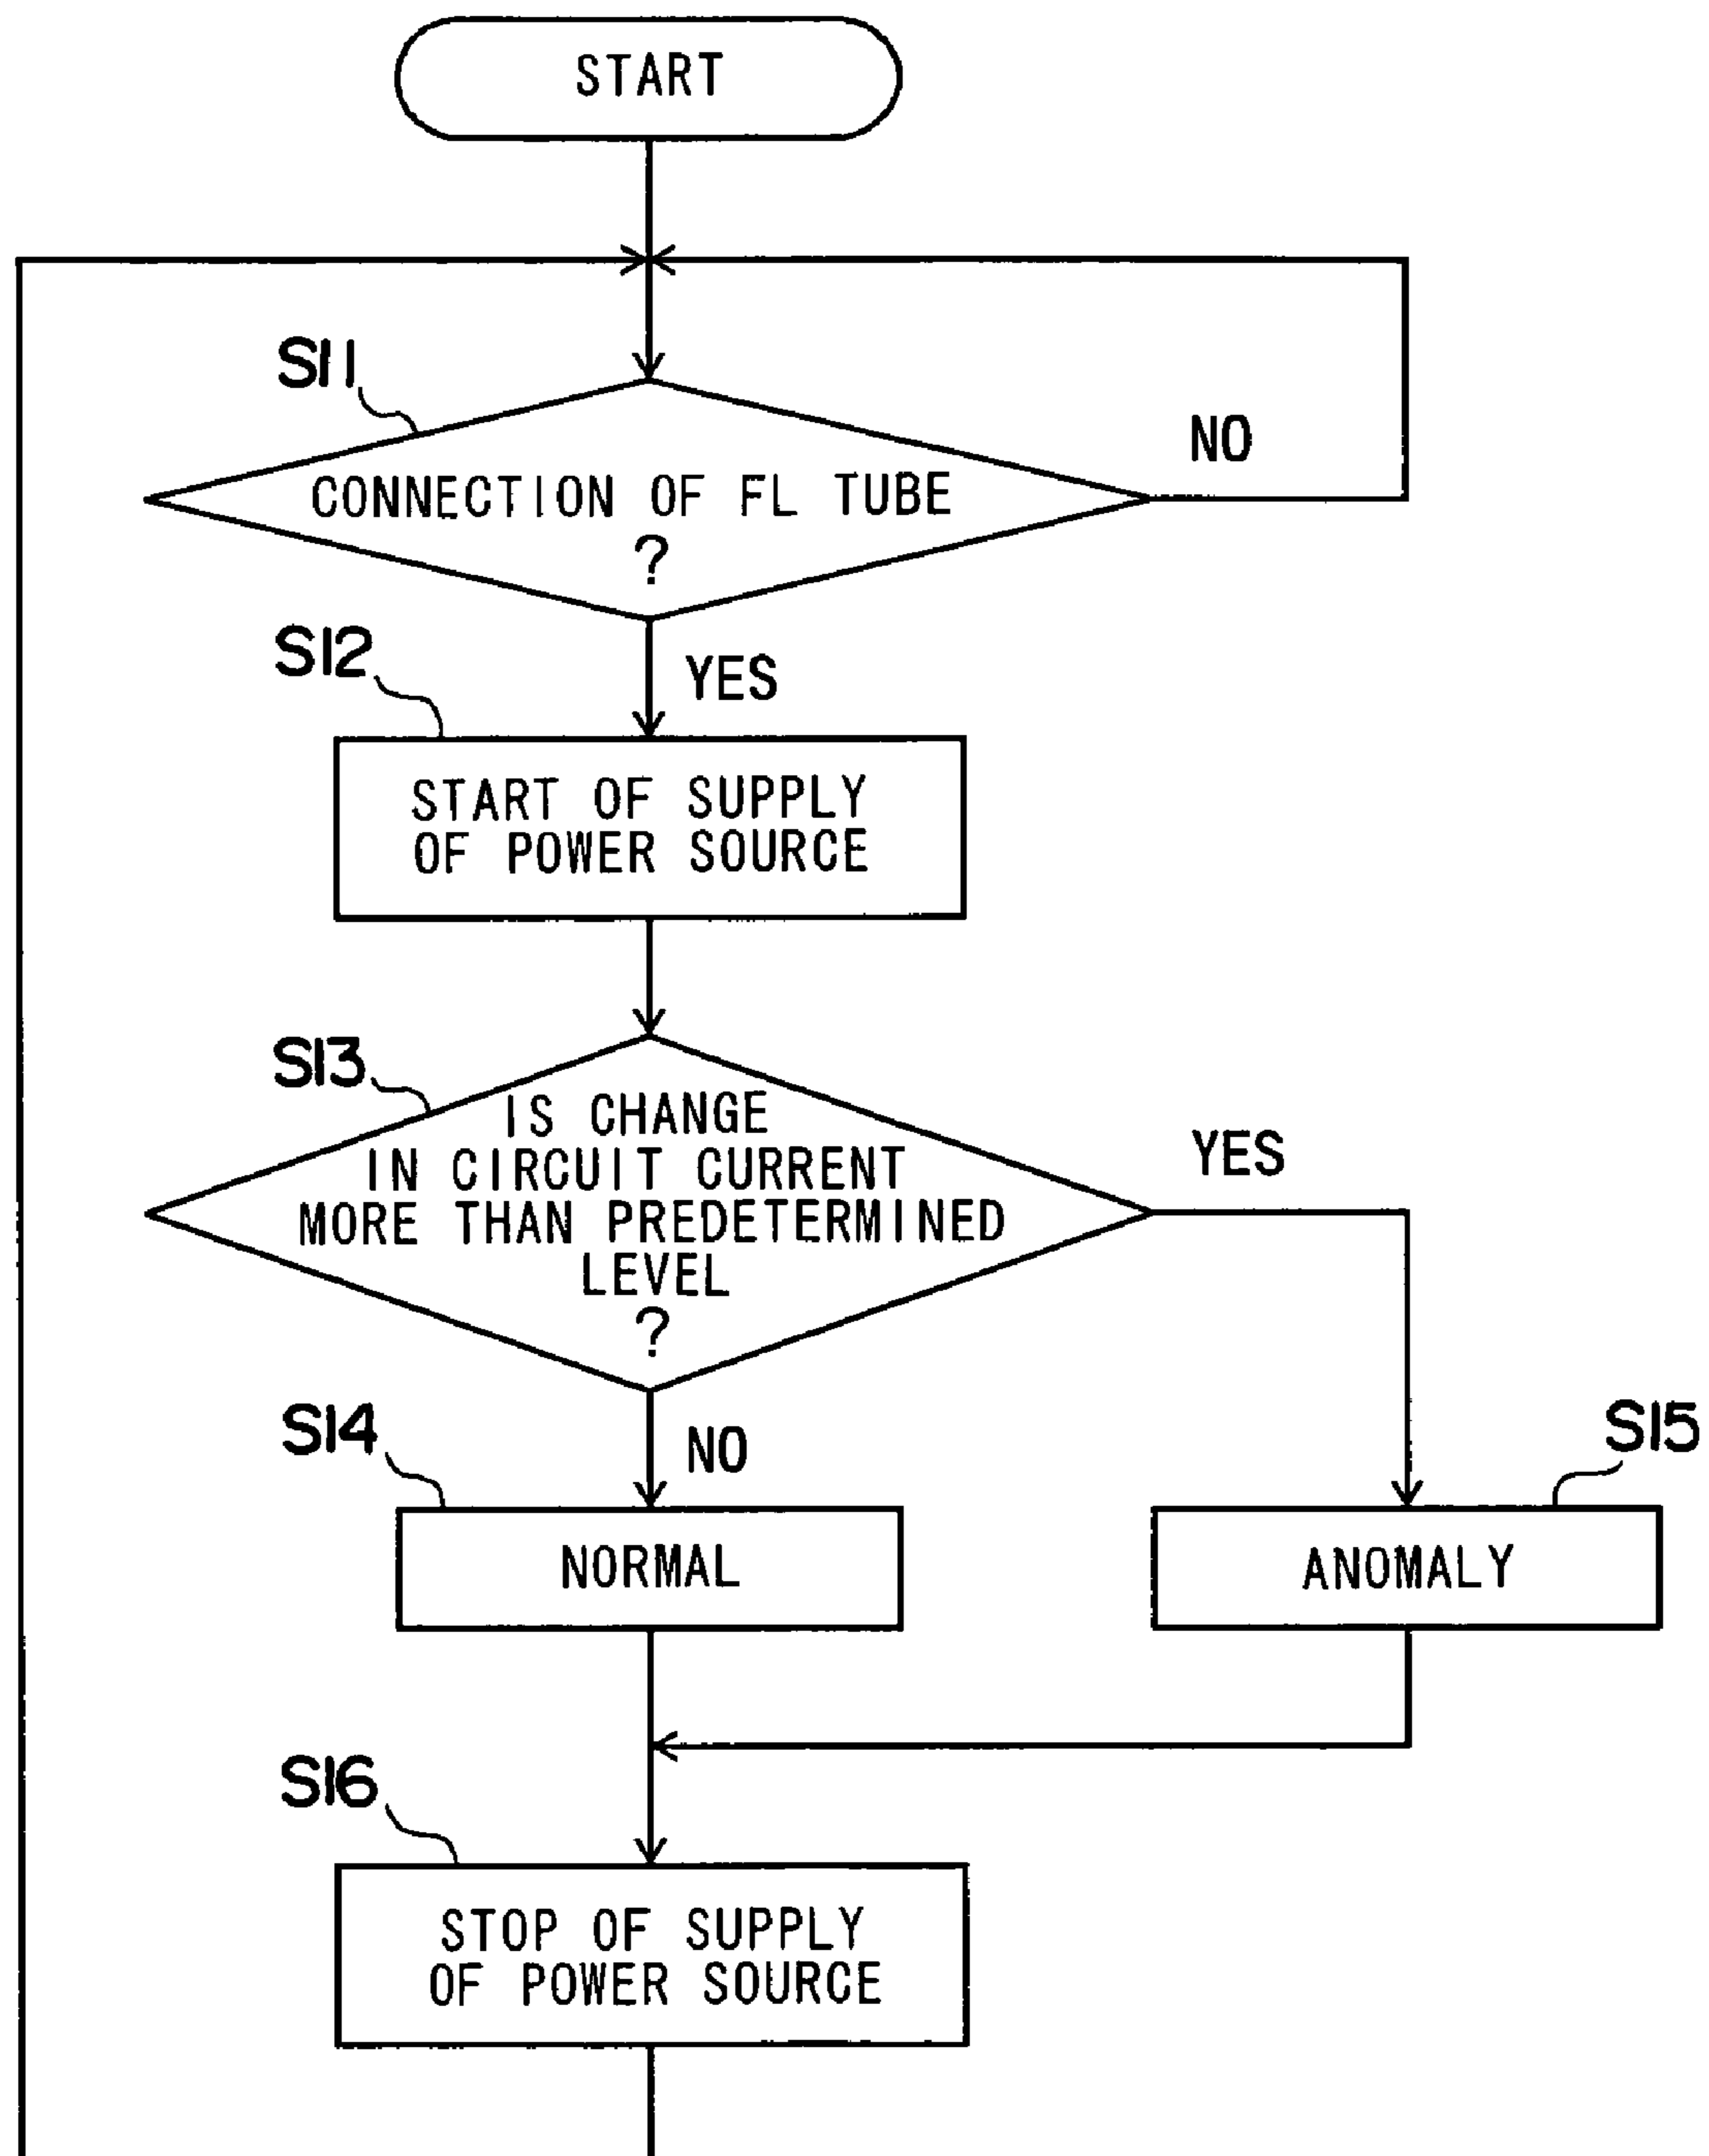 START
S11
NO
CONNECTION OF FL TUBE
?
S12
YES
START OF SUPPLY
OF POWER SOURCE
S13
IS CHANGE
IN CIRCUIT CURRENT
MORE THAN PREDETERMINED
LEVEL
?
YES
S14
NO
S15
NORMAL
ANOMALY
S16
STOP OF SUPPLY
OF POWER SOURCE